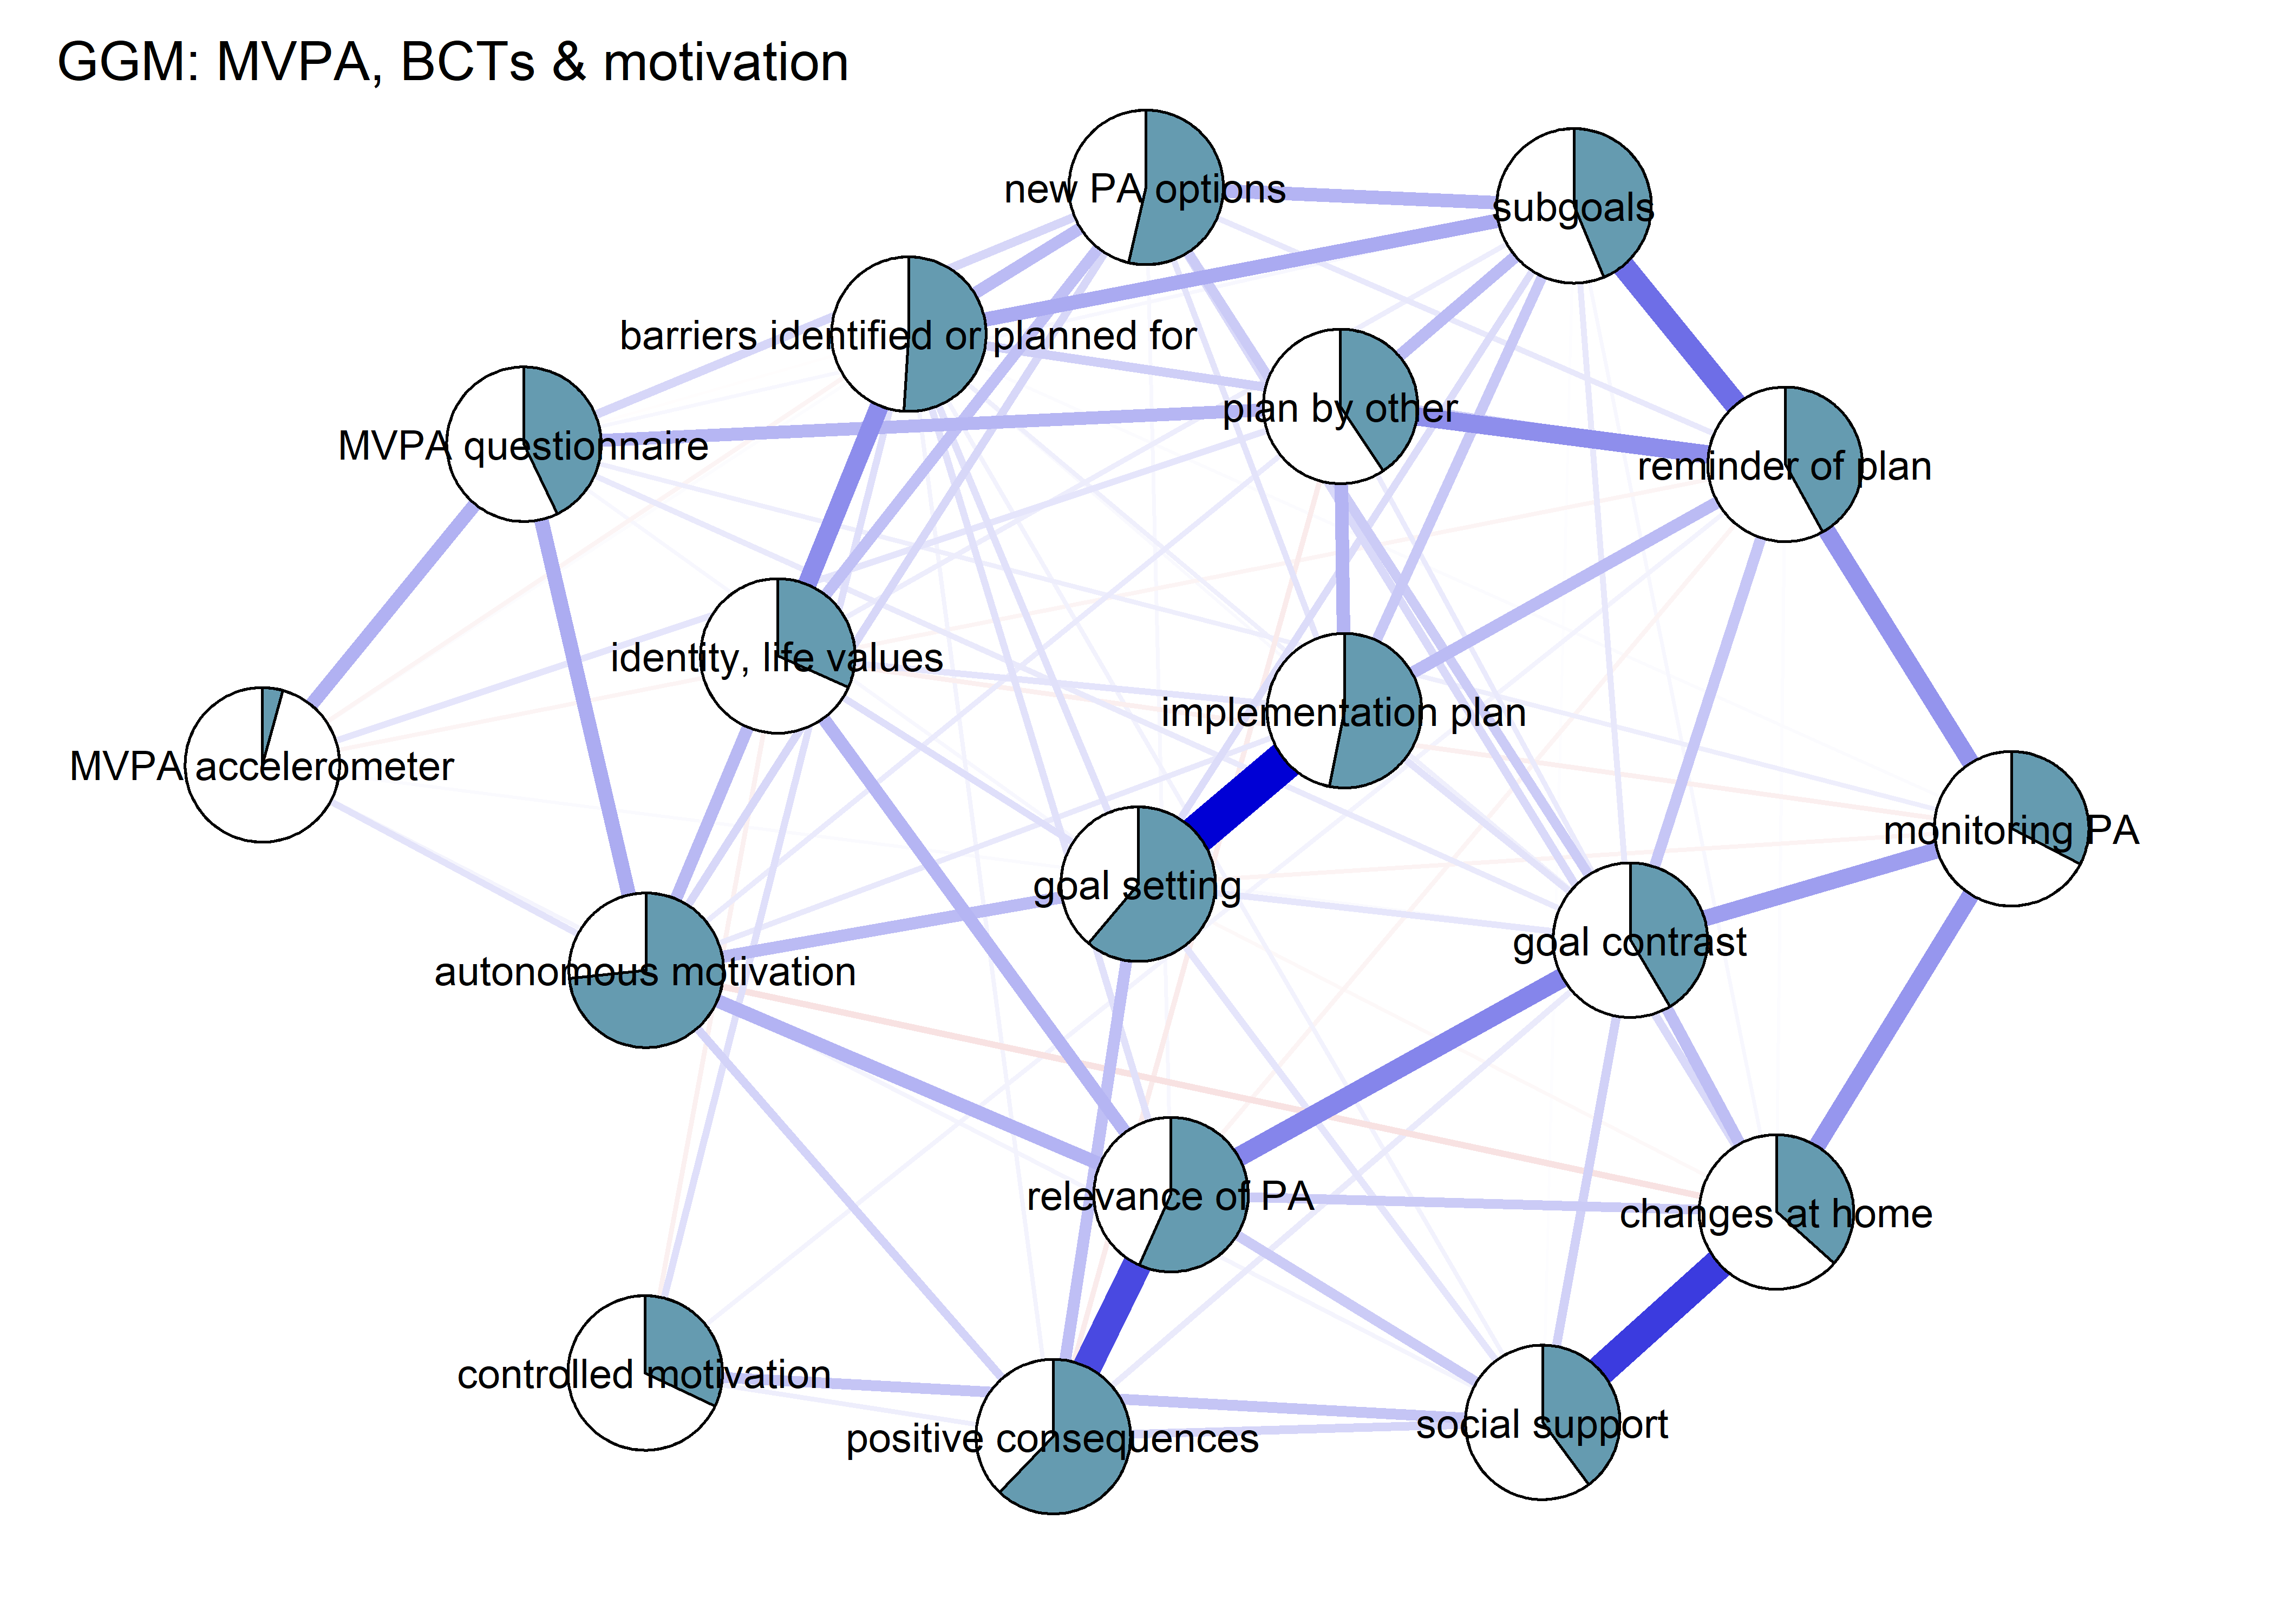 GGM: MVPA, BCTs & motivation
new PA options
subgoals
barriers identified or planned for
plan by other
MVPA questionnaire
reminder of plan
identity, life values
implementation plan
MVPA accelerometer
monitoring PA
goal setting
goal contrast
autonomous motivation
relevance of PA
changes at home
controlled motivation
positive consequences
social support